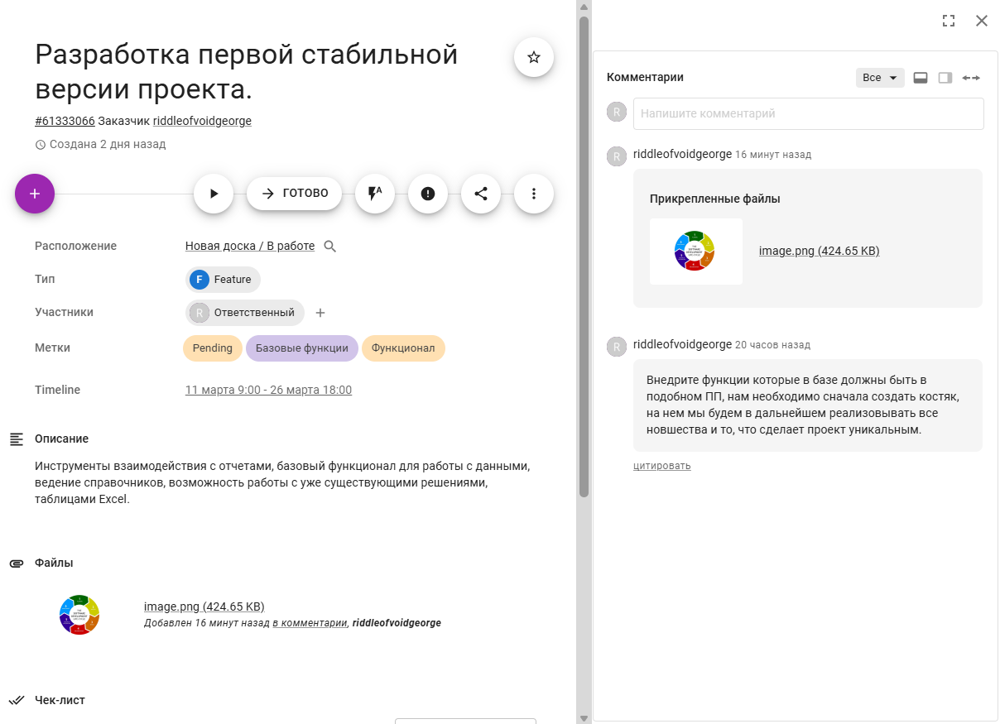 Разработка первой стабильной
версии проекта.
#61333066 Заказчик riddleofvoidgeorge
Создана 2 дня назад
ГОТОВО
A
Расположение
Новая доска / В работе
Тип
F Feature
Участники
R Ответственный
Метки
Pending Базовые функции Функционал
Timeline
11 марта 9:00 - 26 марта 18:00
Описание
Инструменты взаимодействия с отчетами, базовый функционал для работы с данными,
ведение справочников, возможность работы с уже существующими решениями,
таблицами Excel.
Файлы
image.png (424.65 KB)
Добавлен 16 минут назад в комментарии, riddleofvoidgeorge
Чек-лист
Комментарии
Все
R
Напишите комментарий
R
riddleofvoidgeorge 16 минут назад
Прикрепленные файлы
image.png (424.65 KB)
R
riddleofvoidgeorge 20 часов назад
Внедрите функции которые в базе должны быть в
подобном ПП, нам необходимо сначала создать костяк,
на нем мы будем в дальнейшем реализовывать все
новшества и то, что сделает проект уникальным.
цитировать